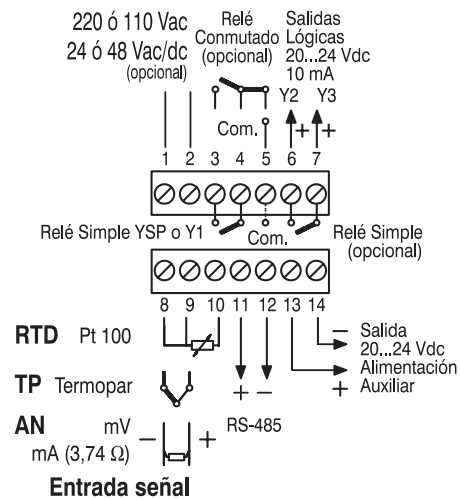 220 ó 110 Vac
24 ó 48 Vac/dc
(opcional)
Relé
Conmutado
(opcional)
Salidas
Lógicas
20...24 Vdc
10 mA
Y2 Y3
Com.
+ +
1 2 3 4 5 6 7
Relé Simple YSP o Y1
Com.
Relé Simple
(opcional)
8 9 10 11 12 13 14
RTD Pt 100
− Salida
20...24 Vdc
Alimentación
+ Auxiliar
TP Termopar
+ −
RS-485
AN mV
− +
mA (3,74 Ω)
Entrada señal